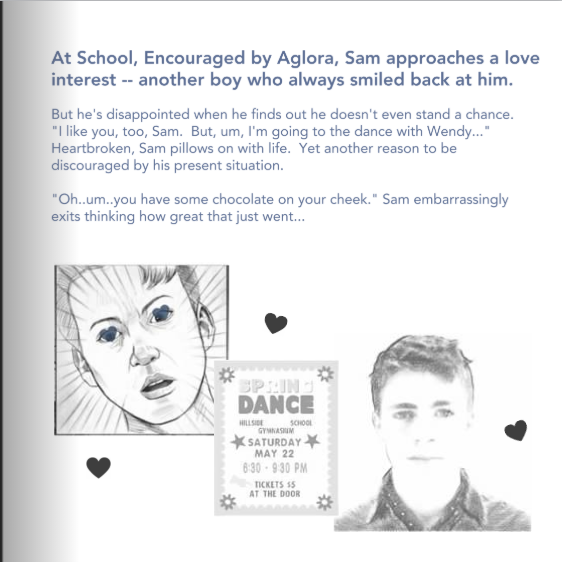 At School, Encouraged by Aglora, Sam approaches a love
interest -- another boy who always smiled back at him.
But he's disappointed when he finds out he doesn't even stand a chance.
"I like you, too, Sam.  But, um, I'm going to the dance with Wendy..."
Heartbroken, Sam pillows on with life.  Yet another reason to be
discouraged by his present situation.
"Oh..um..you have some chocolate on your cheek." Sam embarrassingly
exits thinking how great that just went...
SPRING
DANCE
HILLSIDE SCHOOL
GYMNASIUM
SATURDAY
MAY 22
6:30 - 9:30 PM
TICKETS $5
AT THE DOOR